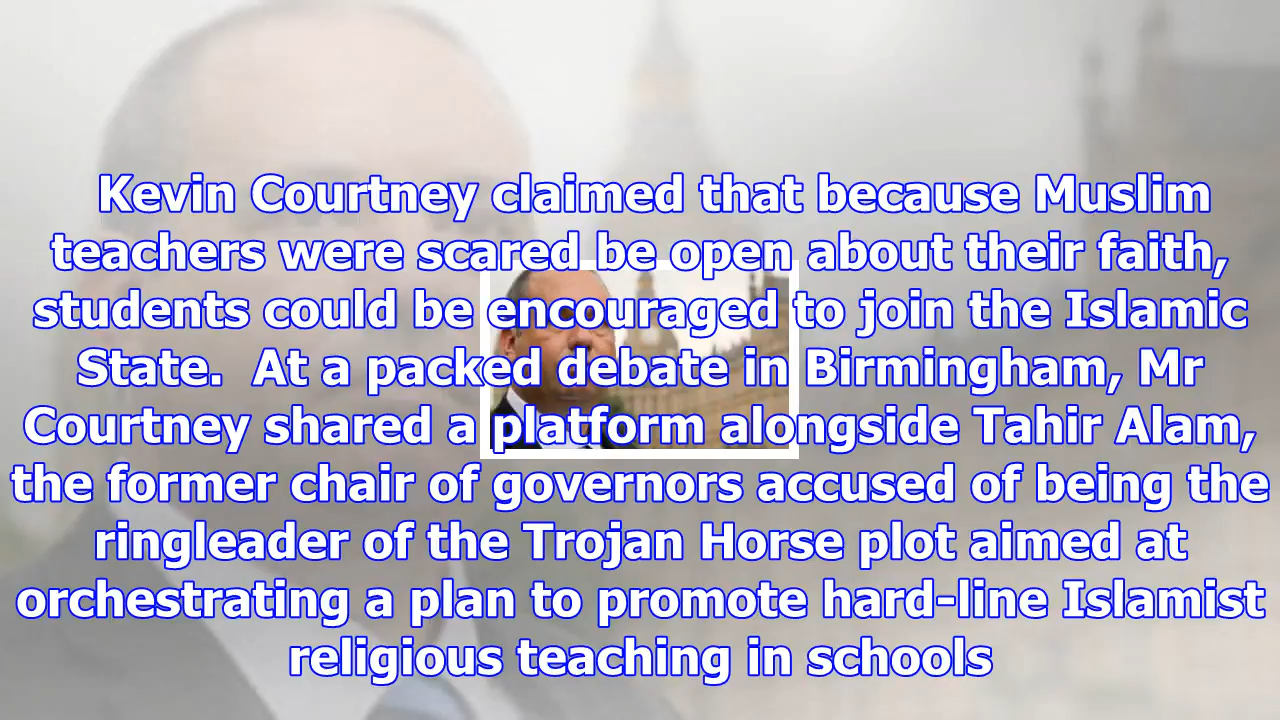 Kevin Courtney claimed that because Muslim
teachers were scared be open about their faith,
students could be encouraged to join the Islamic
State.  At a packed debate in Birmingham, Mr
Courtney shared a platform alongside Tahir Alam,
the former chair of governors accused of being the
ringleader of the Trojan Horse plot aimed at
orchestrating a plan to promote hard-line Islamist
religious teaching in schools